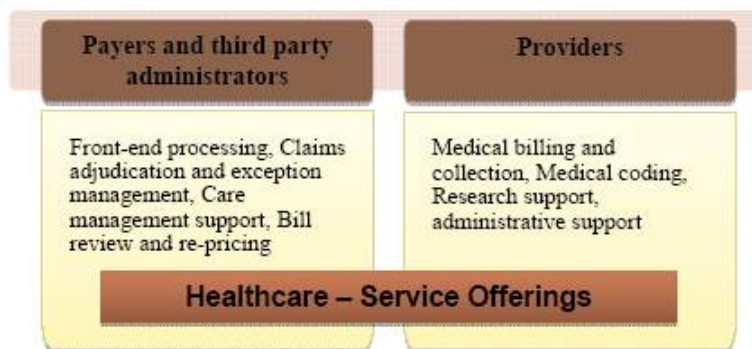 Payers and third party
administrators
Front-end processing, Claims
adjudication and exception
management, Care
management support, Bill
review and re-pricing
Providers
Medical billing and
collection, Medical coding,
Research support,
administrative support
Healthcare – Service Offerings